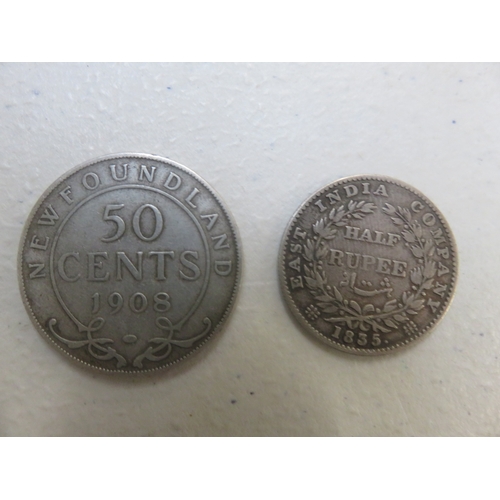 NEWFOUNDLAND
50
CENTS
1908
EAST INDIA COMPANY
HALF
RUPEE
1835.